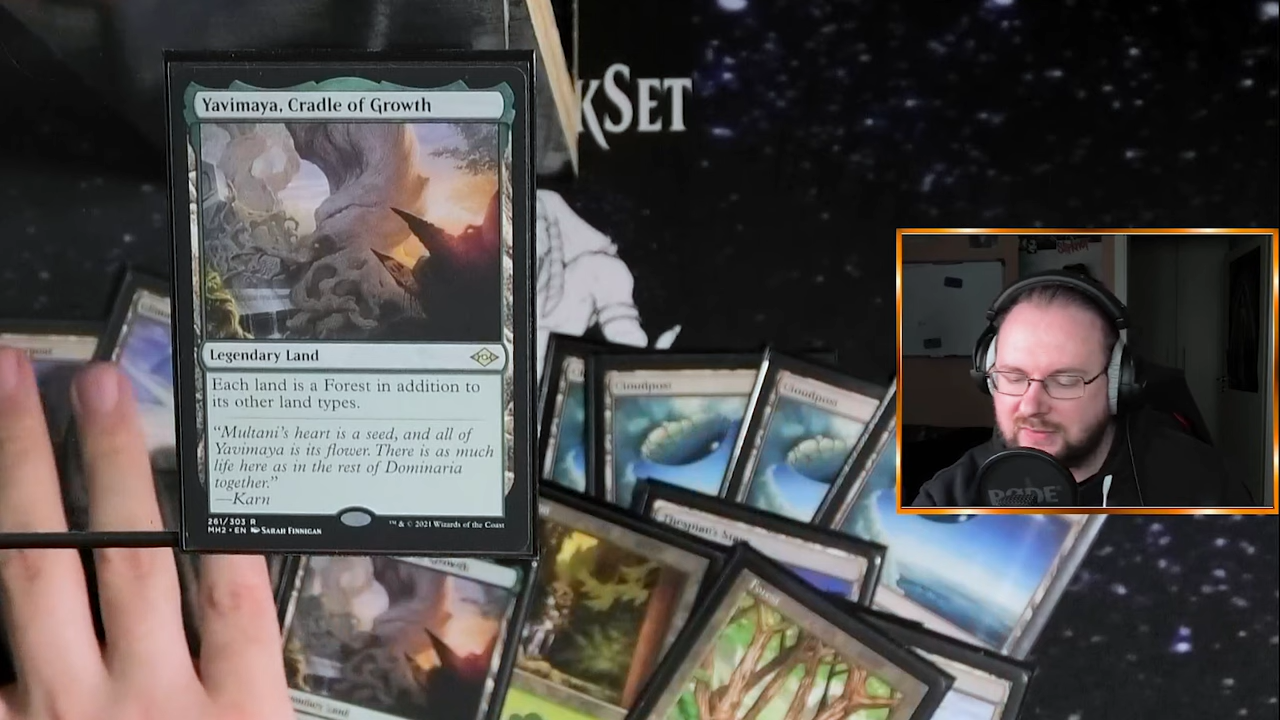 Yavimaya, Cradle of Growth
Legendary Land
Each land is a Forest in addition to
its other land types.
“Multani’s heart is a seed, and all of
Yavimaya is its flower. There is as much
life here as in the rest of Dominaria
together.”
—Karn
261/303 R
MH2 • EN SARAH FINNIGAN
™ & © 2021 Wizards of the Coast
KSET
Cloudpost
Cloudpost
Thespian's
Forest
RODE